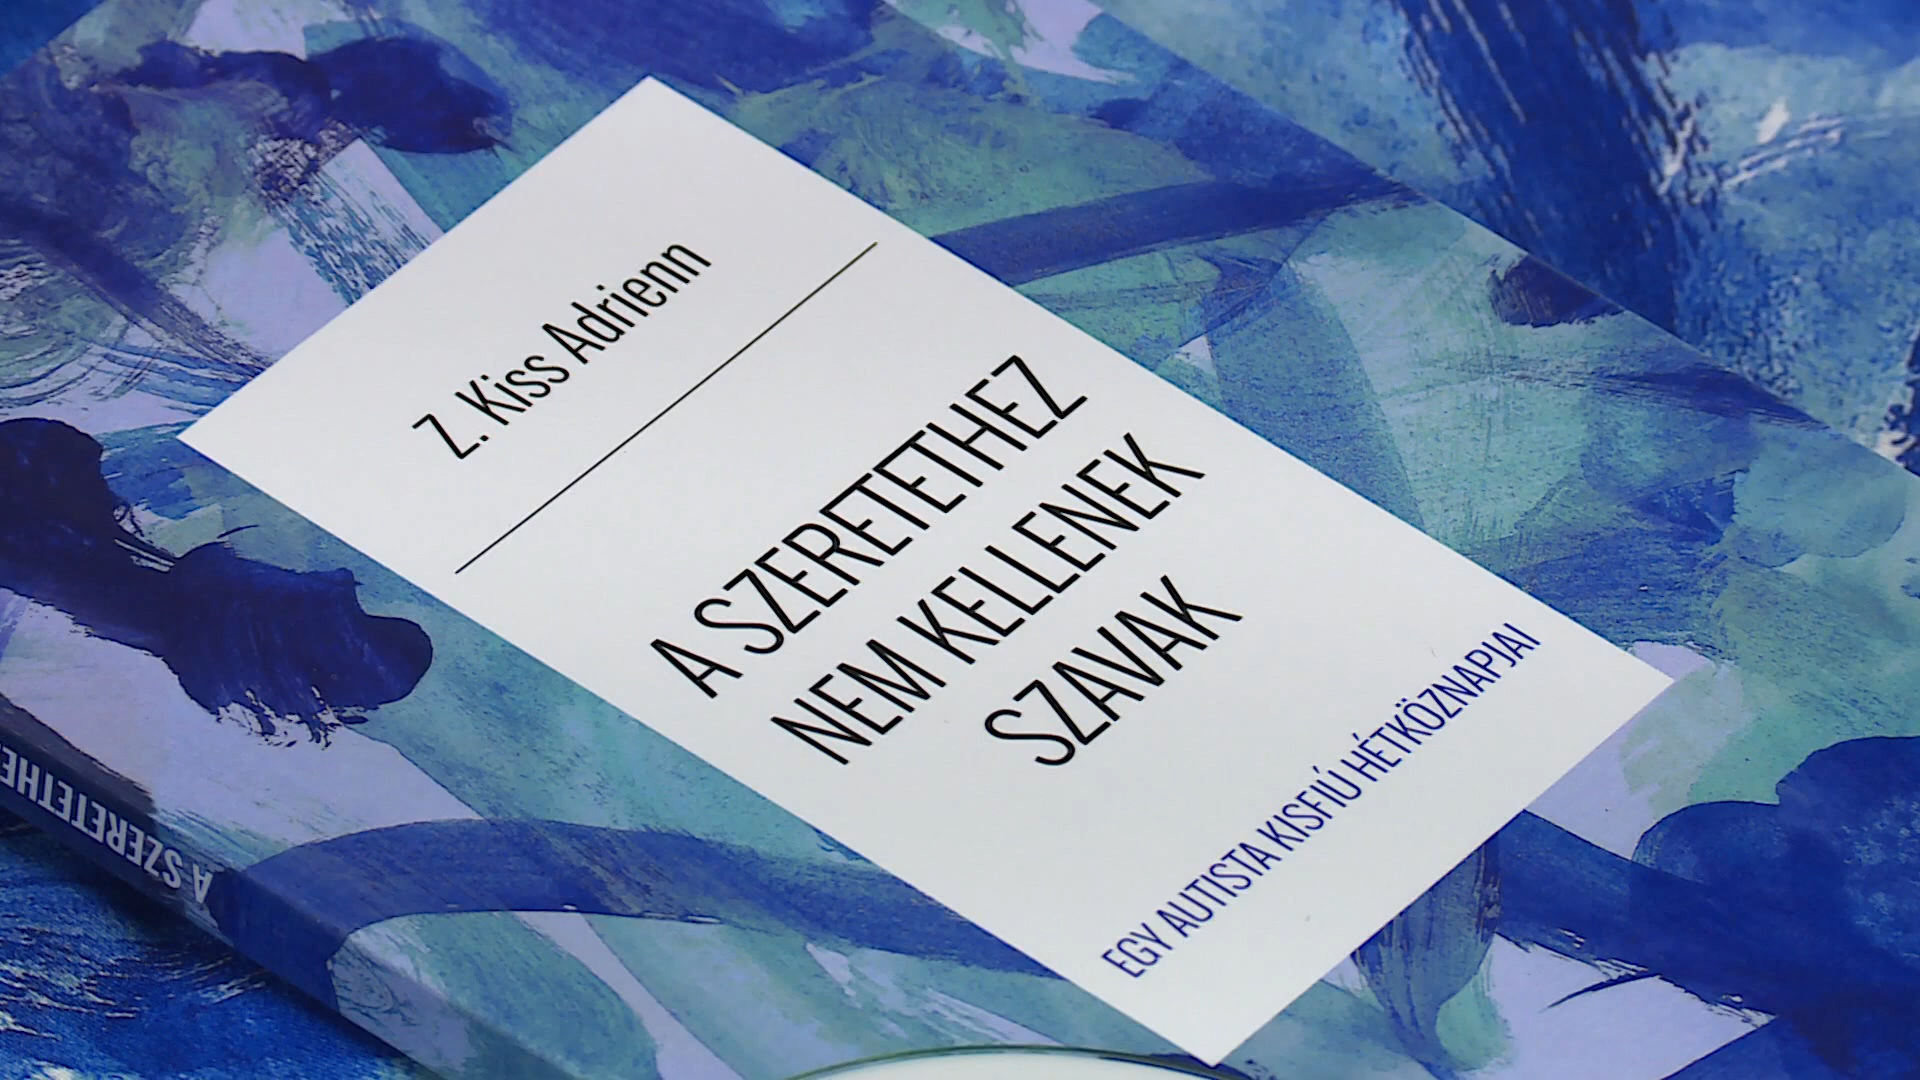 Z. Kiss Adrienn
A SZERETETHEZ
NEM KELLENEK
SZAVAK
EGY AUTISTA KISFIÚ HÉTKÖZNAPJAI
A SZERETETHE